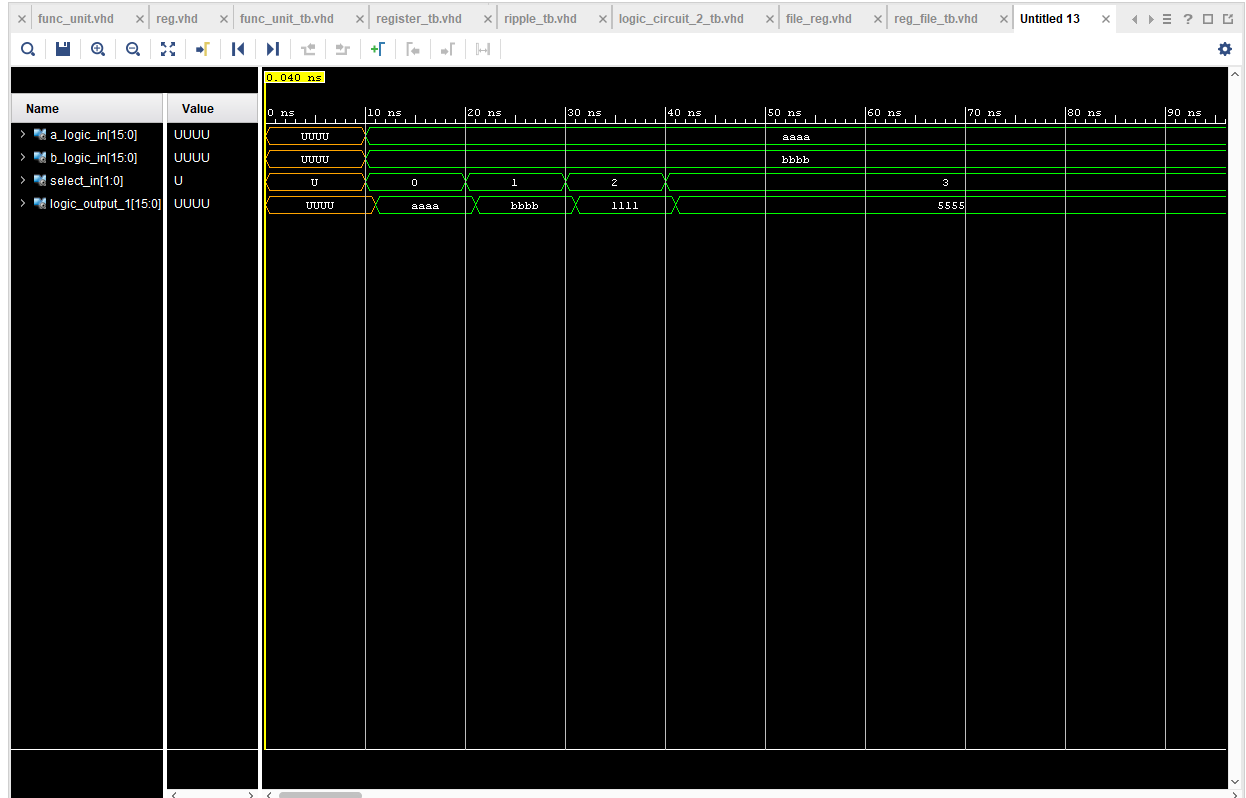 func_unit.vhd reg.vhd func_unit_tb.vhd register_tb.vhd ripple_tb.vhd logic_circuit_2_tb.vhd file_reg.vhd reg_file_tb.vhd Untitled 13
0.040 ns
Name Value
0 ns 10 ns 20 ns 30 ns 40 ns 50 ns 60 ns 70 ns 80 ns 90 ns
a_logic_in[15:0] UUUU UUUU aaaa
b_logic_in[15:0] UUUU UUUU bbbb
select_in[1:0] U U 0 1 2 3
logic_output_1[15:0] UUUU UUUU aaaa bbbb 1111 5555